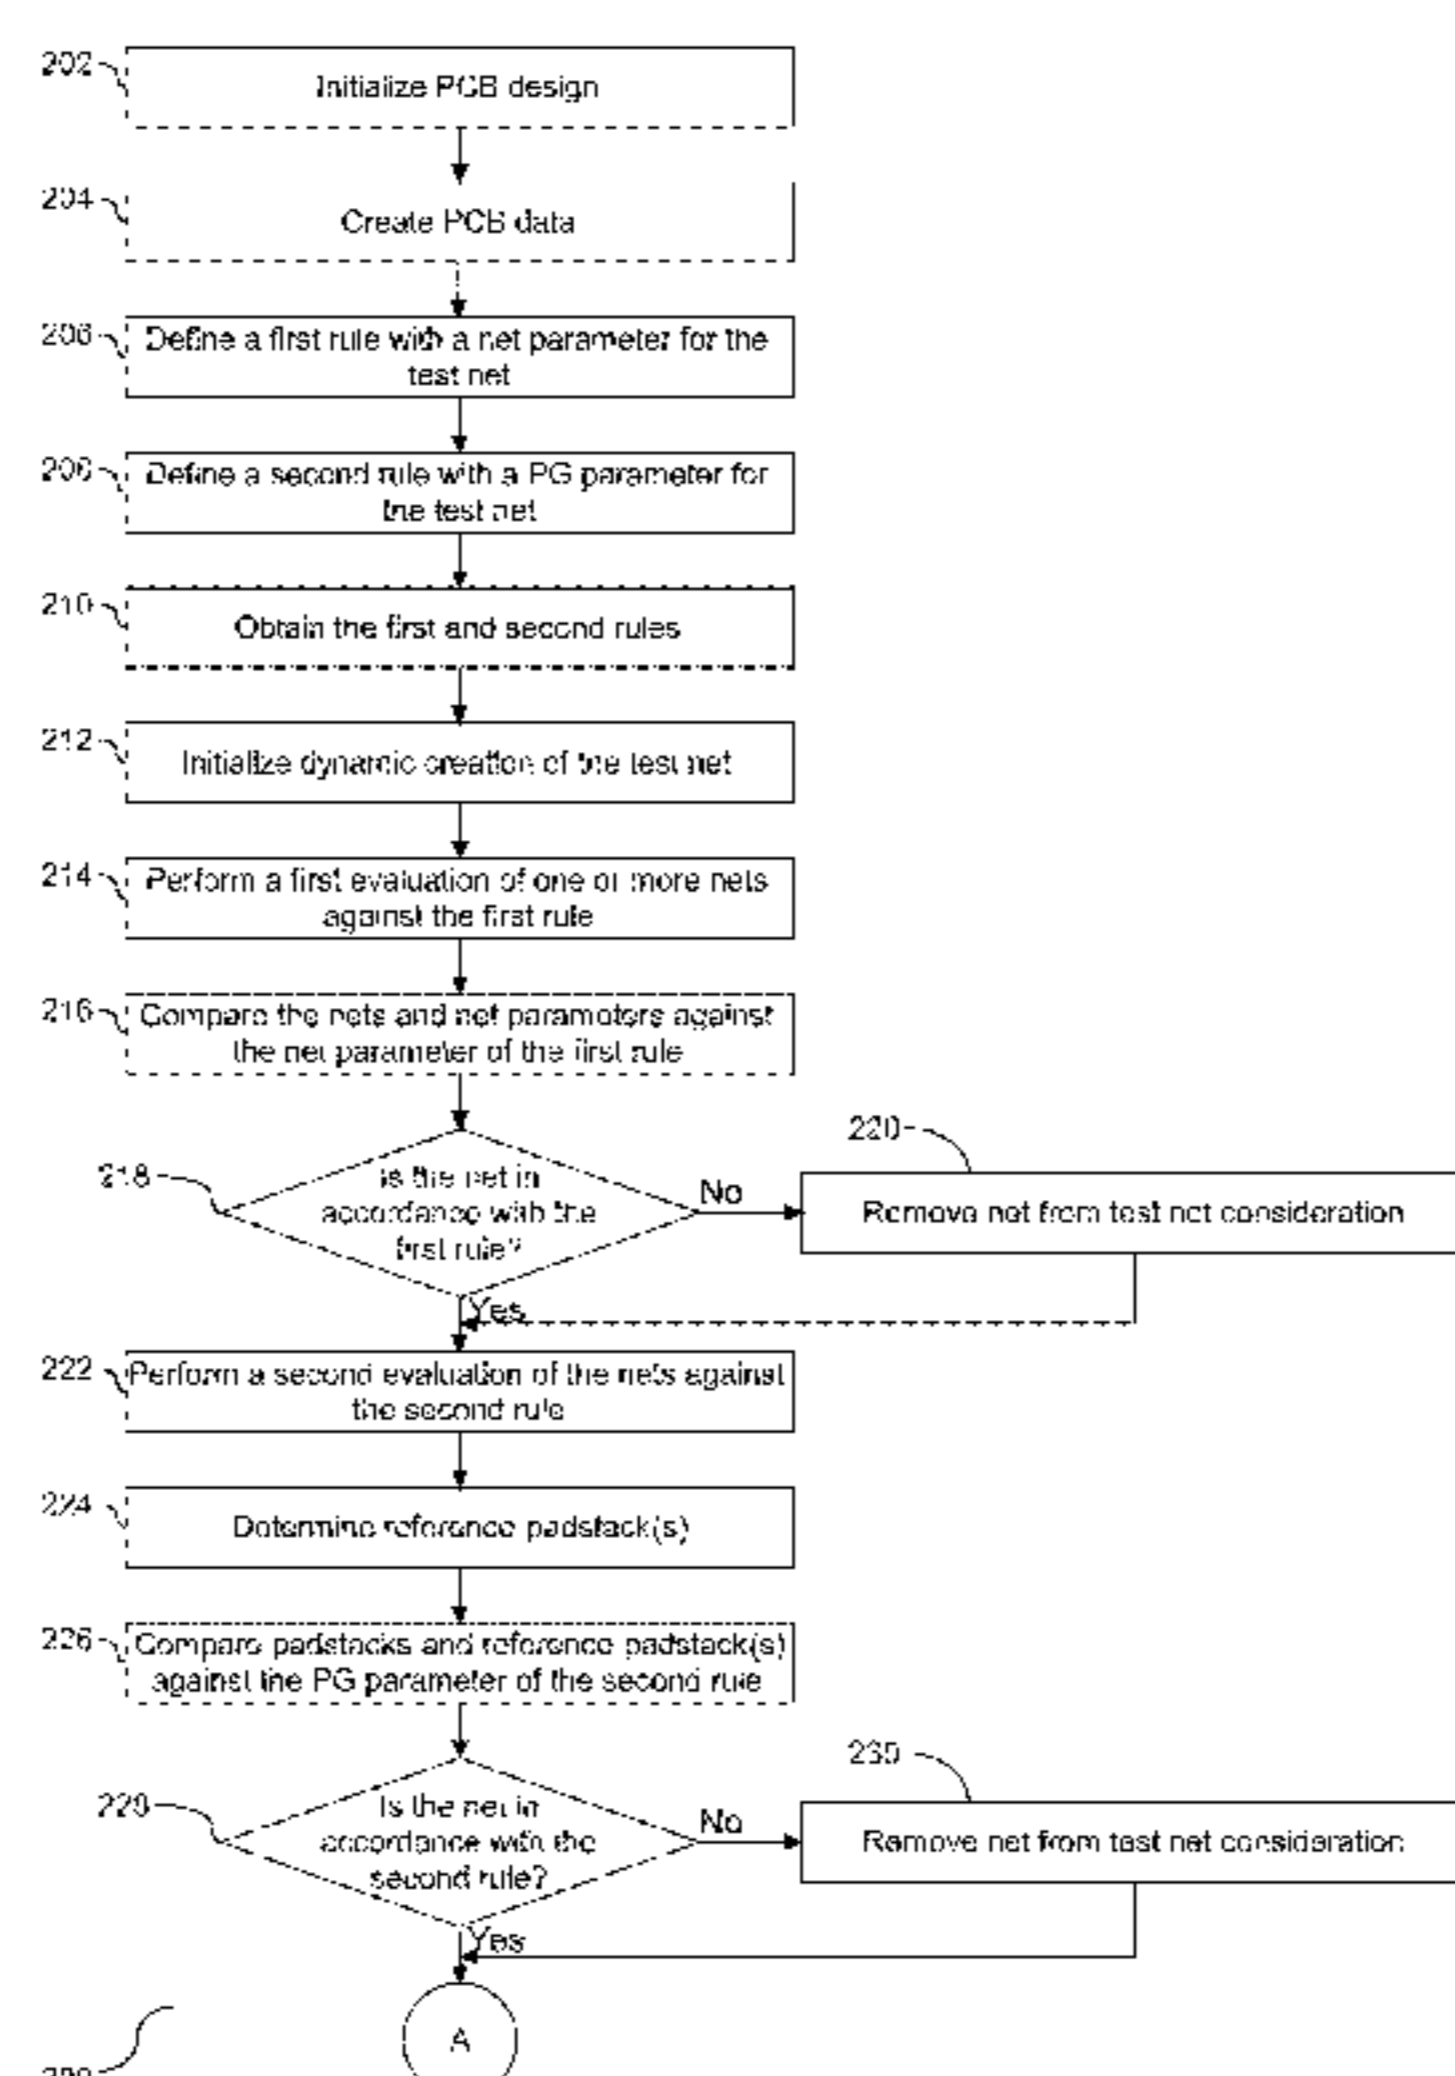 202
Initialize PCB design
204
Create PCB data
206
Define a first rule with a net parameter for the
test net
208
Define a second rule with a PG parameter for
the test net
210
Obtain the first and second rules
212
Initialize dynamic creation of the test net
214
Perform a first evaluation of one or more nets
against the first rule
216
Compare the nets and net parameters against
the net parameter of the first rule
218
Is the net in
accordance with the
first rule?
No
220
Remove net from test net consideration
Yes
222
Perform a second evaluation of the nets against
the second rule
224
Determine reference padstack(s)
226
Compare padstacks and reference padstack(s)
against the PG parameter of the second rule
228
Is the net in
accordance with the
second rule?
No
230
Remove net from test net consideration
Yes
A